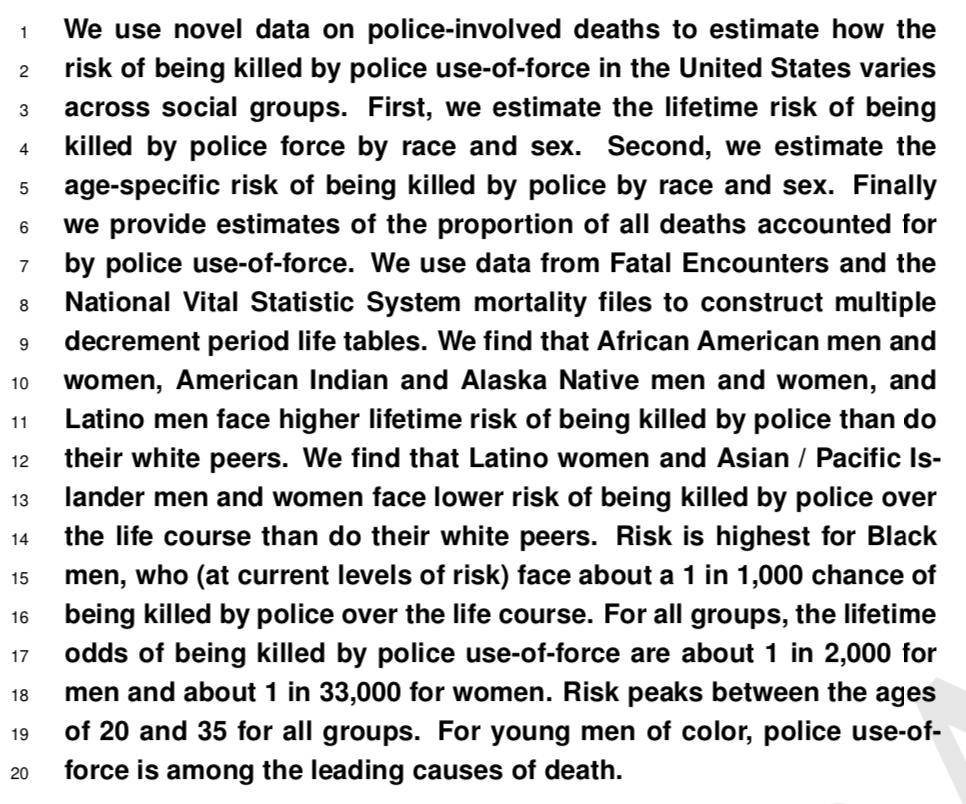 1 We use novel data on police-involved deaths to estimate how the
2 risk of being killed by police use-of-force in the United States varies
3 across social groups. First, we estimate the lifetime risk of being
4 killed by police force by race and sex. Second, we estimate the
5 age-specific risk of being killed by police by race and sex. Finally
6 we provide estimates of the proportion of all deaths accounted for
7 by police use-of-force. We use data from Fatal Encounters and the
8 National Vital Statistic System mortality files to construct multiple
9 decrement period life tables. We find that African American men and
10 women, American Indian and Alaska Native men and women, and
11 Latino men face higher lifetime risk of being killed by police than do
12 their white peers. We find that Latino women and Asian / Pacific Is-
13 lander men and women face lower risk of being killed by police over
14 the life course than do their white peers. Risk is highest for Black
15 men, who (at current levels of risk) face about a 1 in 1,000 chance of
16 being killed by police over the life course. For all groups, the lifetime
17 odds of being killed by police use-of-force are about 1 in 2,000 for
18 men and about 1 in 33,000 for women. Risk peaks between the ages
19 of 20 and 35 for all groups. For young men of color, police use-of-
20 force is among the leading causes of death.